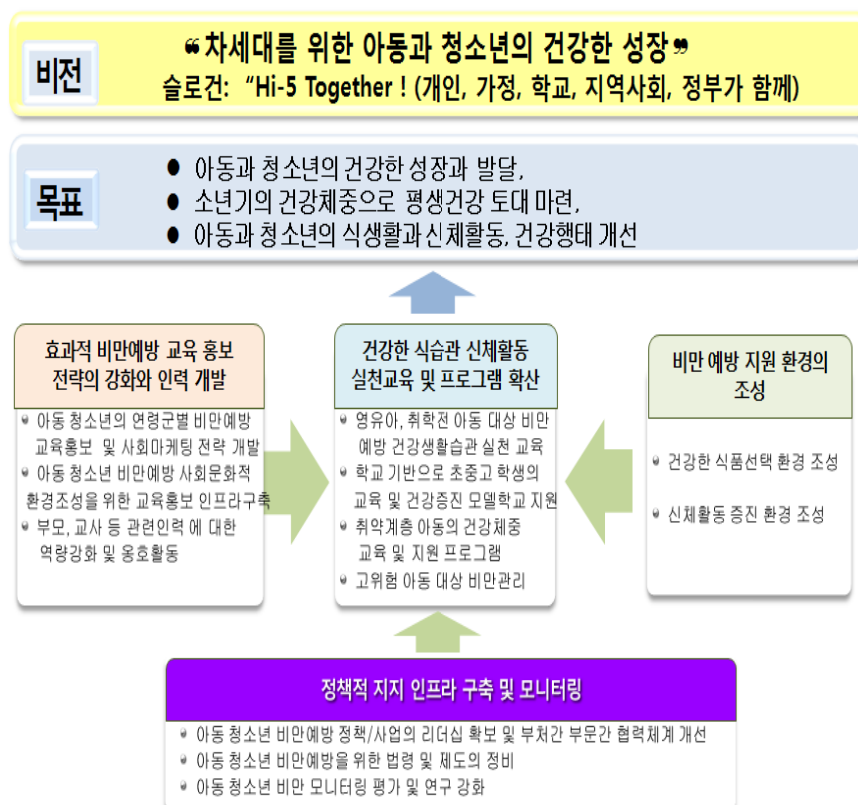 비전
“차세대를 위한 아동과 청소년의 건강한 성장”
슬로건: “Hi-5 Together ! (개인, 가정, 학교, 지역사회, 정부가 함께)
목표
● 아동과 청소년의 건강한 성장과 발달,
● 소년기의 건강체중으로 평생건강 토대 마련,
● 아동과 청소년의 식생활과 신체활동, 건강행태 개선
효과적 비만예방 교육 홍보
전략의 강화와 인력 개발
아동 청소년의 연령군별 비만예방
교육홍보 및 사회마케팅 전략 개발
아동 청소년 비만예방 사회문화적
환경조성을 위한 교육홍보 인프라구축
부모, 교사 등 관련인력 에 대한
역량강화 및 옹호활동
건강한 식습관 신체활동
실천교육 및 프로그램 확산
영유아, 취학전 아동 대상 비만
예방 건강생활습관 실천 교육
학교 기반으로 초중고 학생의
교육 및 건강증진 모델학교 지원
취약계층 아동의 건강체중
교육 및 지원 프로그램
고위험 아동 대상 비만관리
비만 예방 지원 환경의
조성
건강한 식품선택 환경 조성
신체활동 증진 환경 조성
정책적 지지 인프라 구축 및 모니터링
아동 청소년 비만예방 정책/사업의 리더십 확보 및 부처간 부문간 협력체계 개선
아동 청소년 비만예방을 위한 법령 및 제도의 정비
아동 청소년 비만 모니터링 평가 및 연구 강화